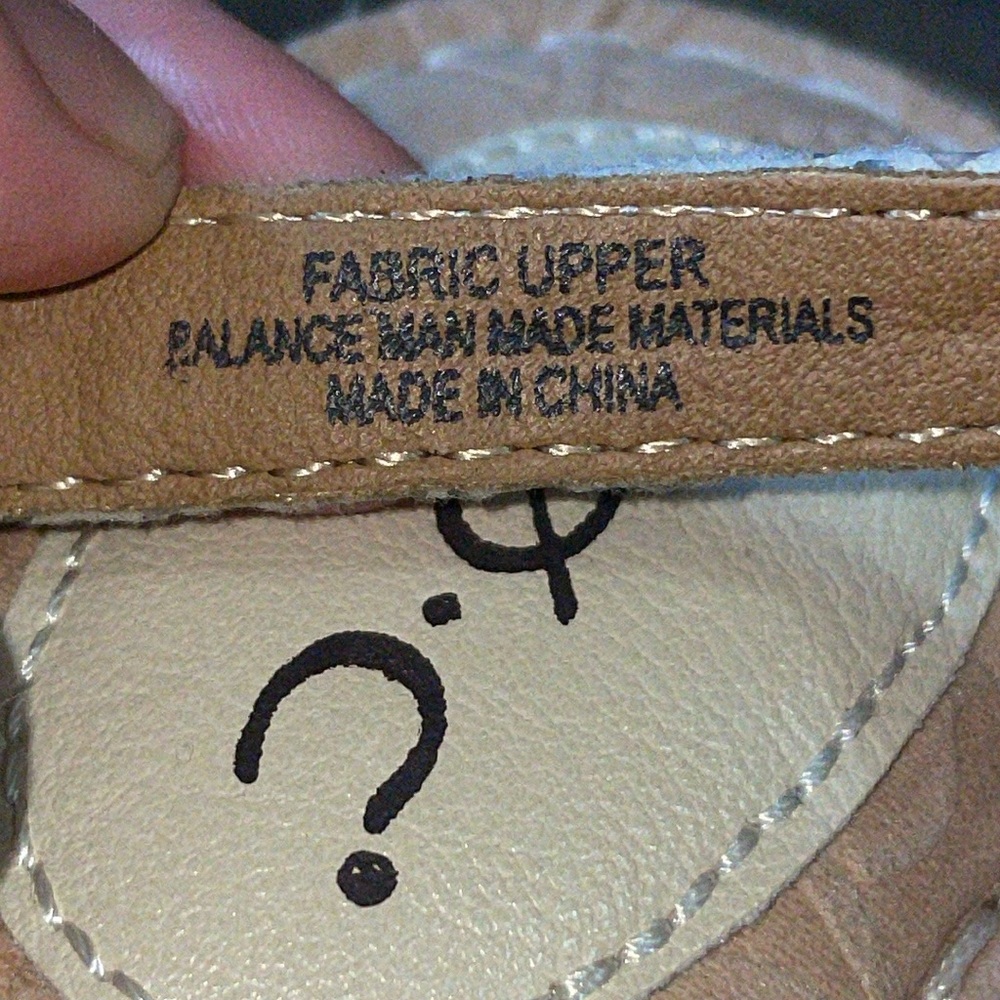 FABRIC UPPER
BALANCE MAN MADE MATERIALS
MADE IN CHINA
?